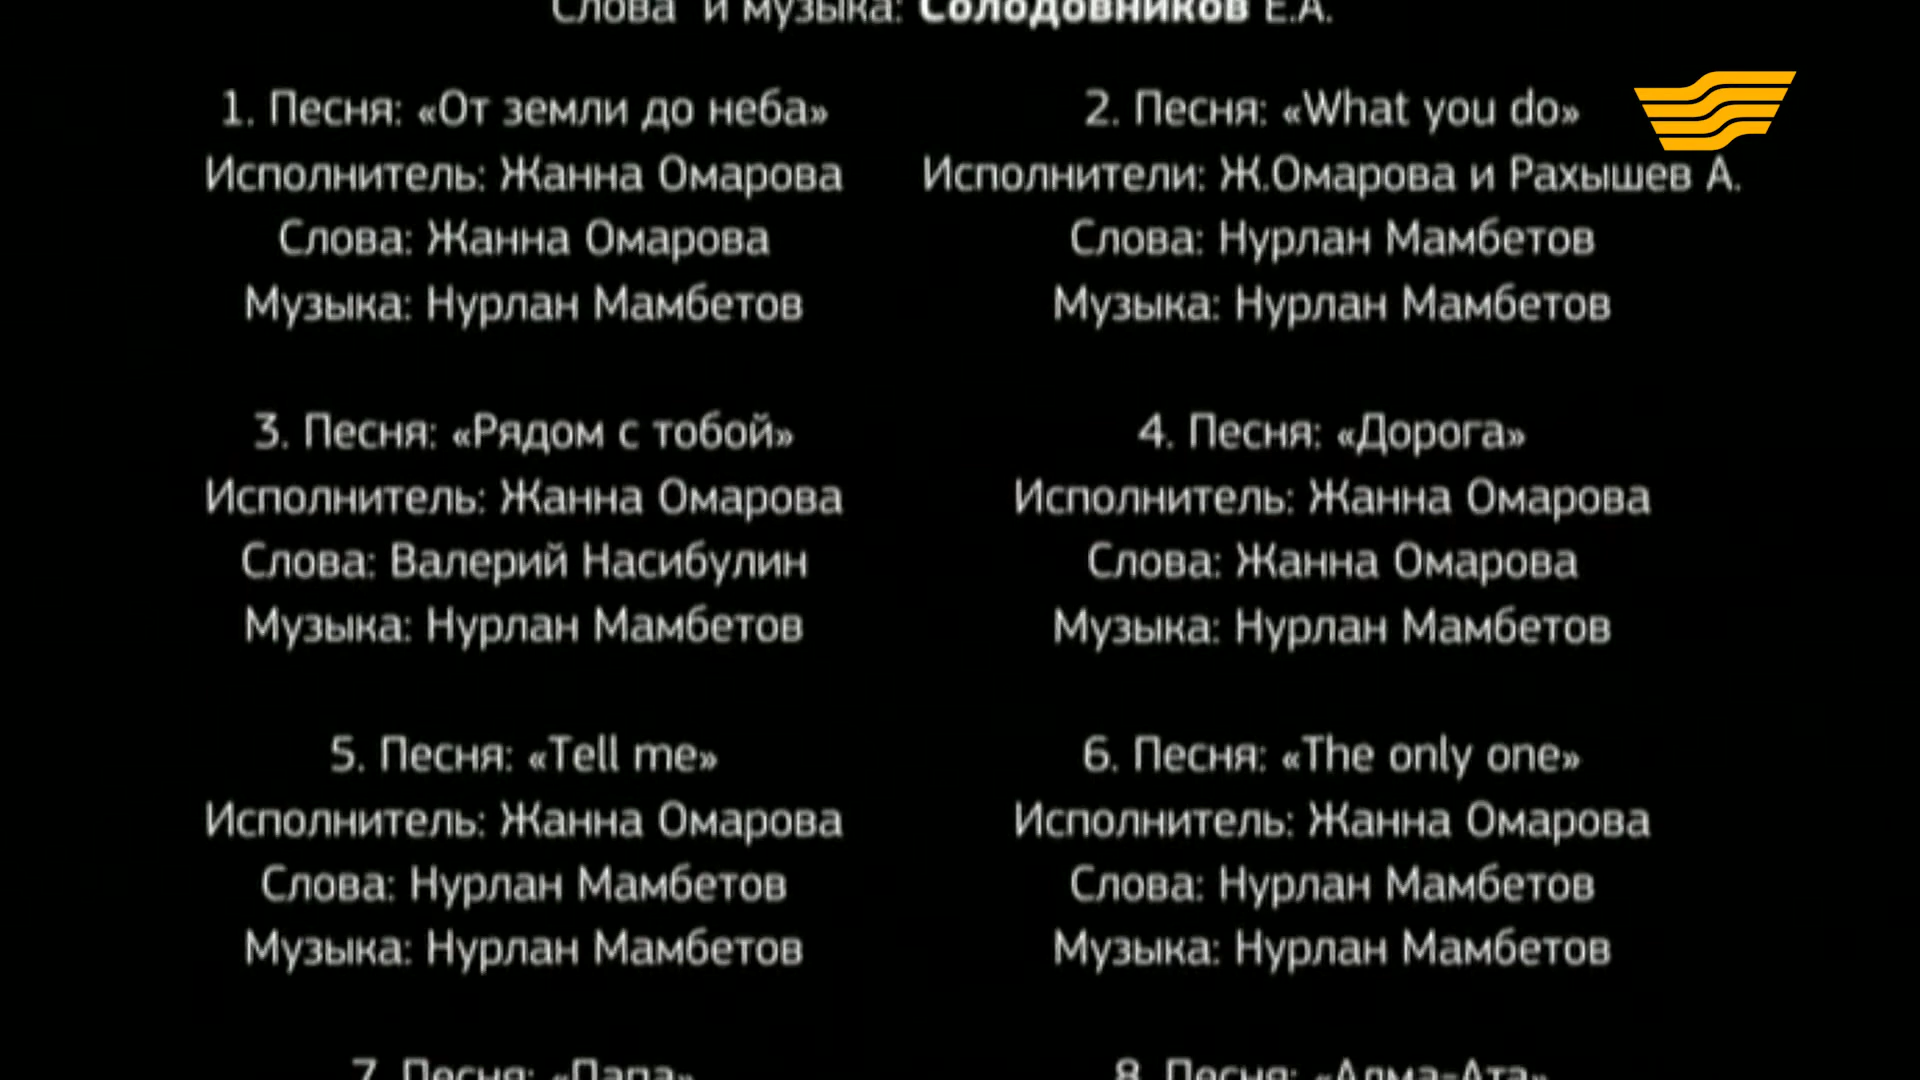 Слова и музыка: Солодовников Е.А.
1. Песня: «От земли до неба»
Исполнитель: Жанна Омарова
Слова: Жанна Омарова
Музыка: Нурлан Мамбетов
2. Песня: «What you do»
Исполнители: Ж.Омарова и Рахышев А.
Слова: Нурлан Мамбетов
Музыка: Нурлан Мамбетов
3. Песня: «Рядом с тобой»
Исполнитель: Жанна Омарова
Слова: Валерий Насибулин
Музыка: Нурлан Мамбетов
4. Песня: «Дорога»
Исполнитель: Жанна Омарова
Слова: Жанна Омарова
Музыка: Нурлан Мамбетов
5. Песня: «Tell me»
Исполнитель: Жанна Омарова
Слова: Нурлан Мамбетов
Музыка: Нурлан Мамбетов
6. Песня: «The only one»
Исполнитель: Жанна Омарова
Слова: Нурлан Мамбетов
Музыка: Нурлан Мамбетов
7. Песня: «Папа»
8. Песня: «Алма-Ата»